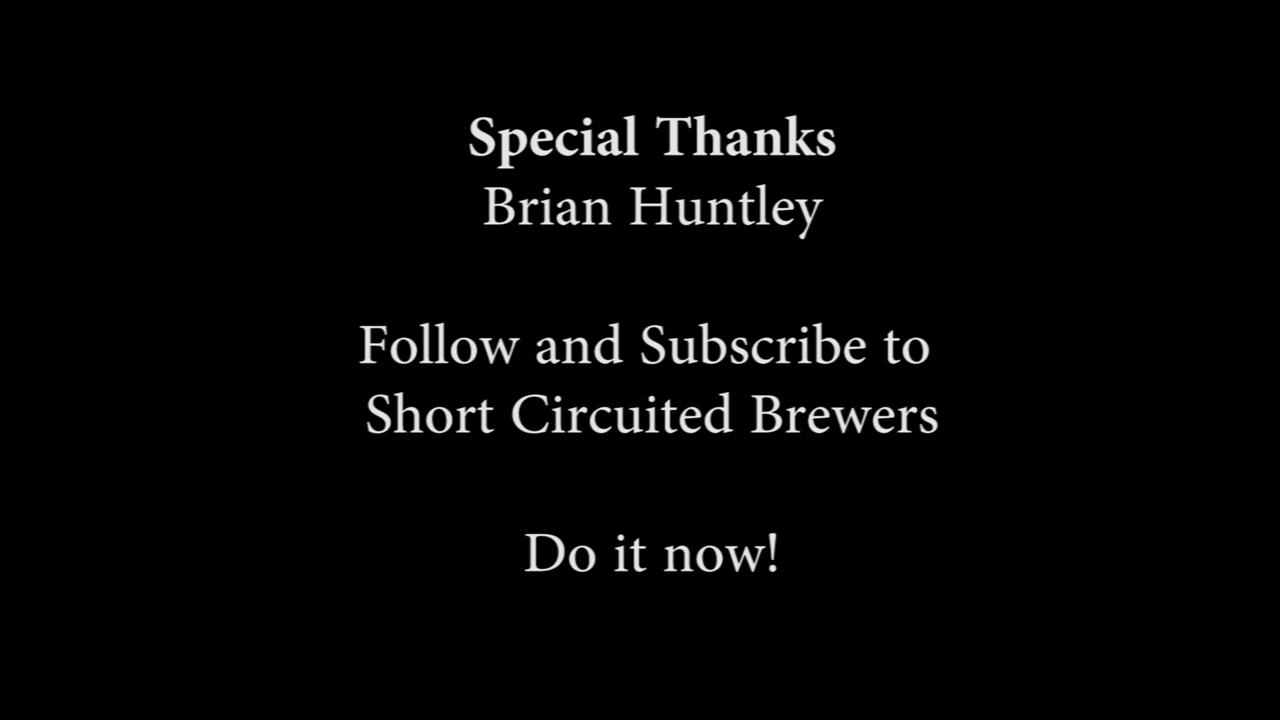 Special Thanks
Brian Huntley
Follow and Subscribe to
Short Circuited Brewers
Do it now!